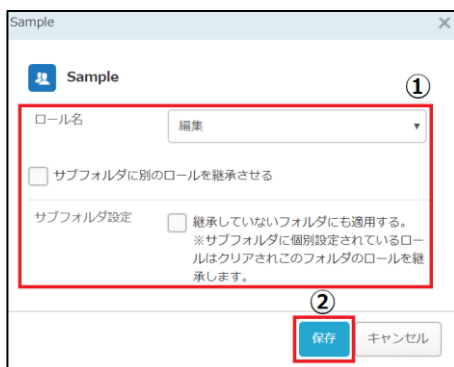 Sample
Sample
①
ロール名
編集
サブフォルダに別のロールを継承させる
サブフォルダ設定
継承していないフォルダにも適用する。
※サブフォルダに個別設定されているロー
ルはクリアされこのフォルダのロールを継
承します。
②
保存
キャンセル